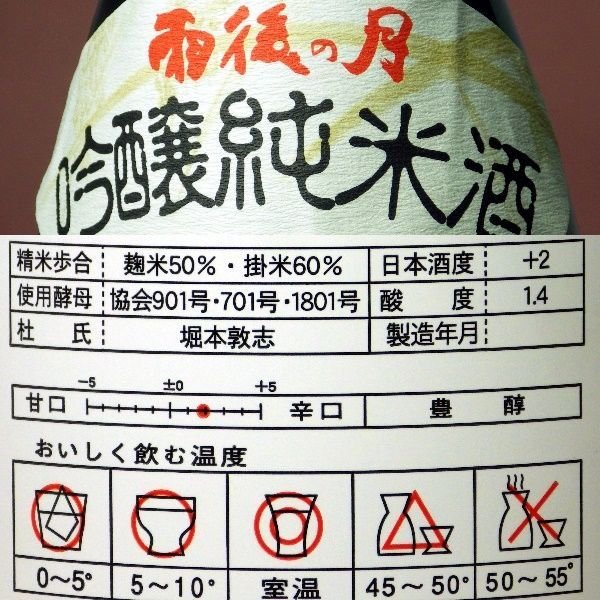 雨後の月
吟醸純米酒
精米歩合 麹米50%・掛米60% 日本酒度 +2
使用酵母 協会901号・701号・1801号 酸度 1.4
杜氏 堀本敦志 製造年月
-5 ±0 +5
甘口 辛口 豊醇
おいしく飲む温度
0～5° 5～10° 室温 45～50° 50～55°